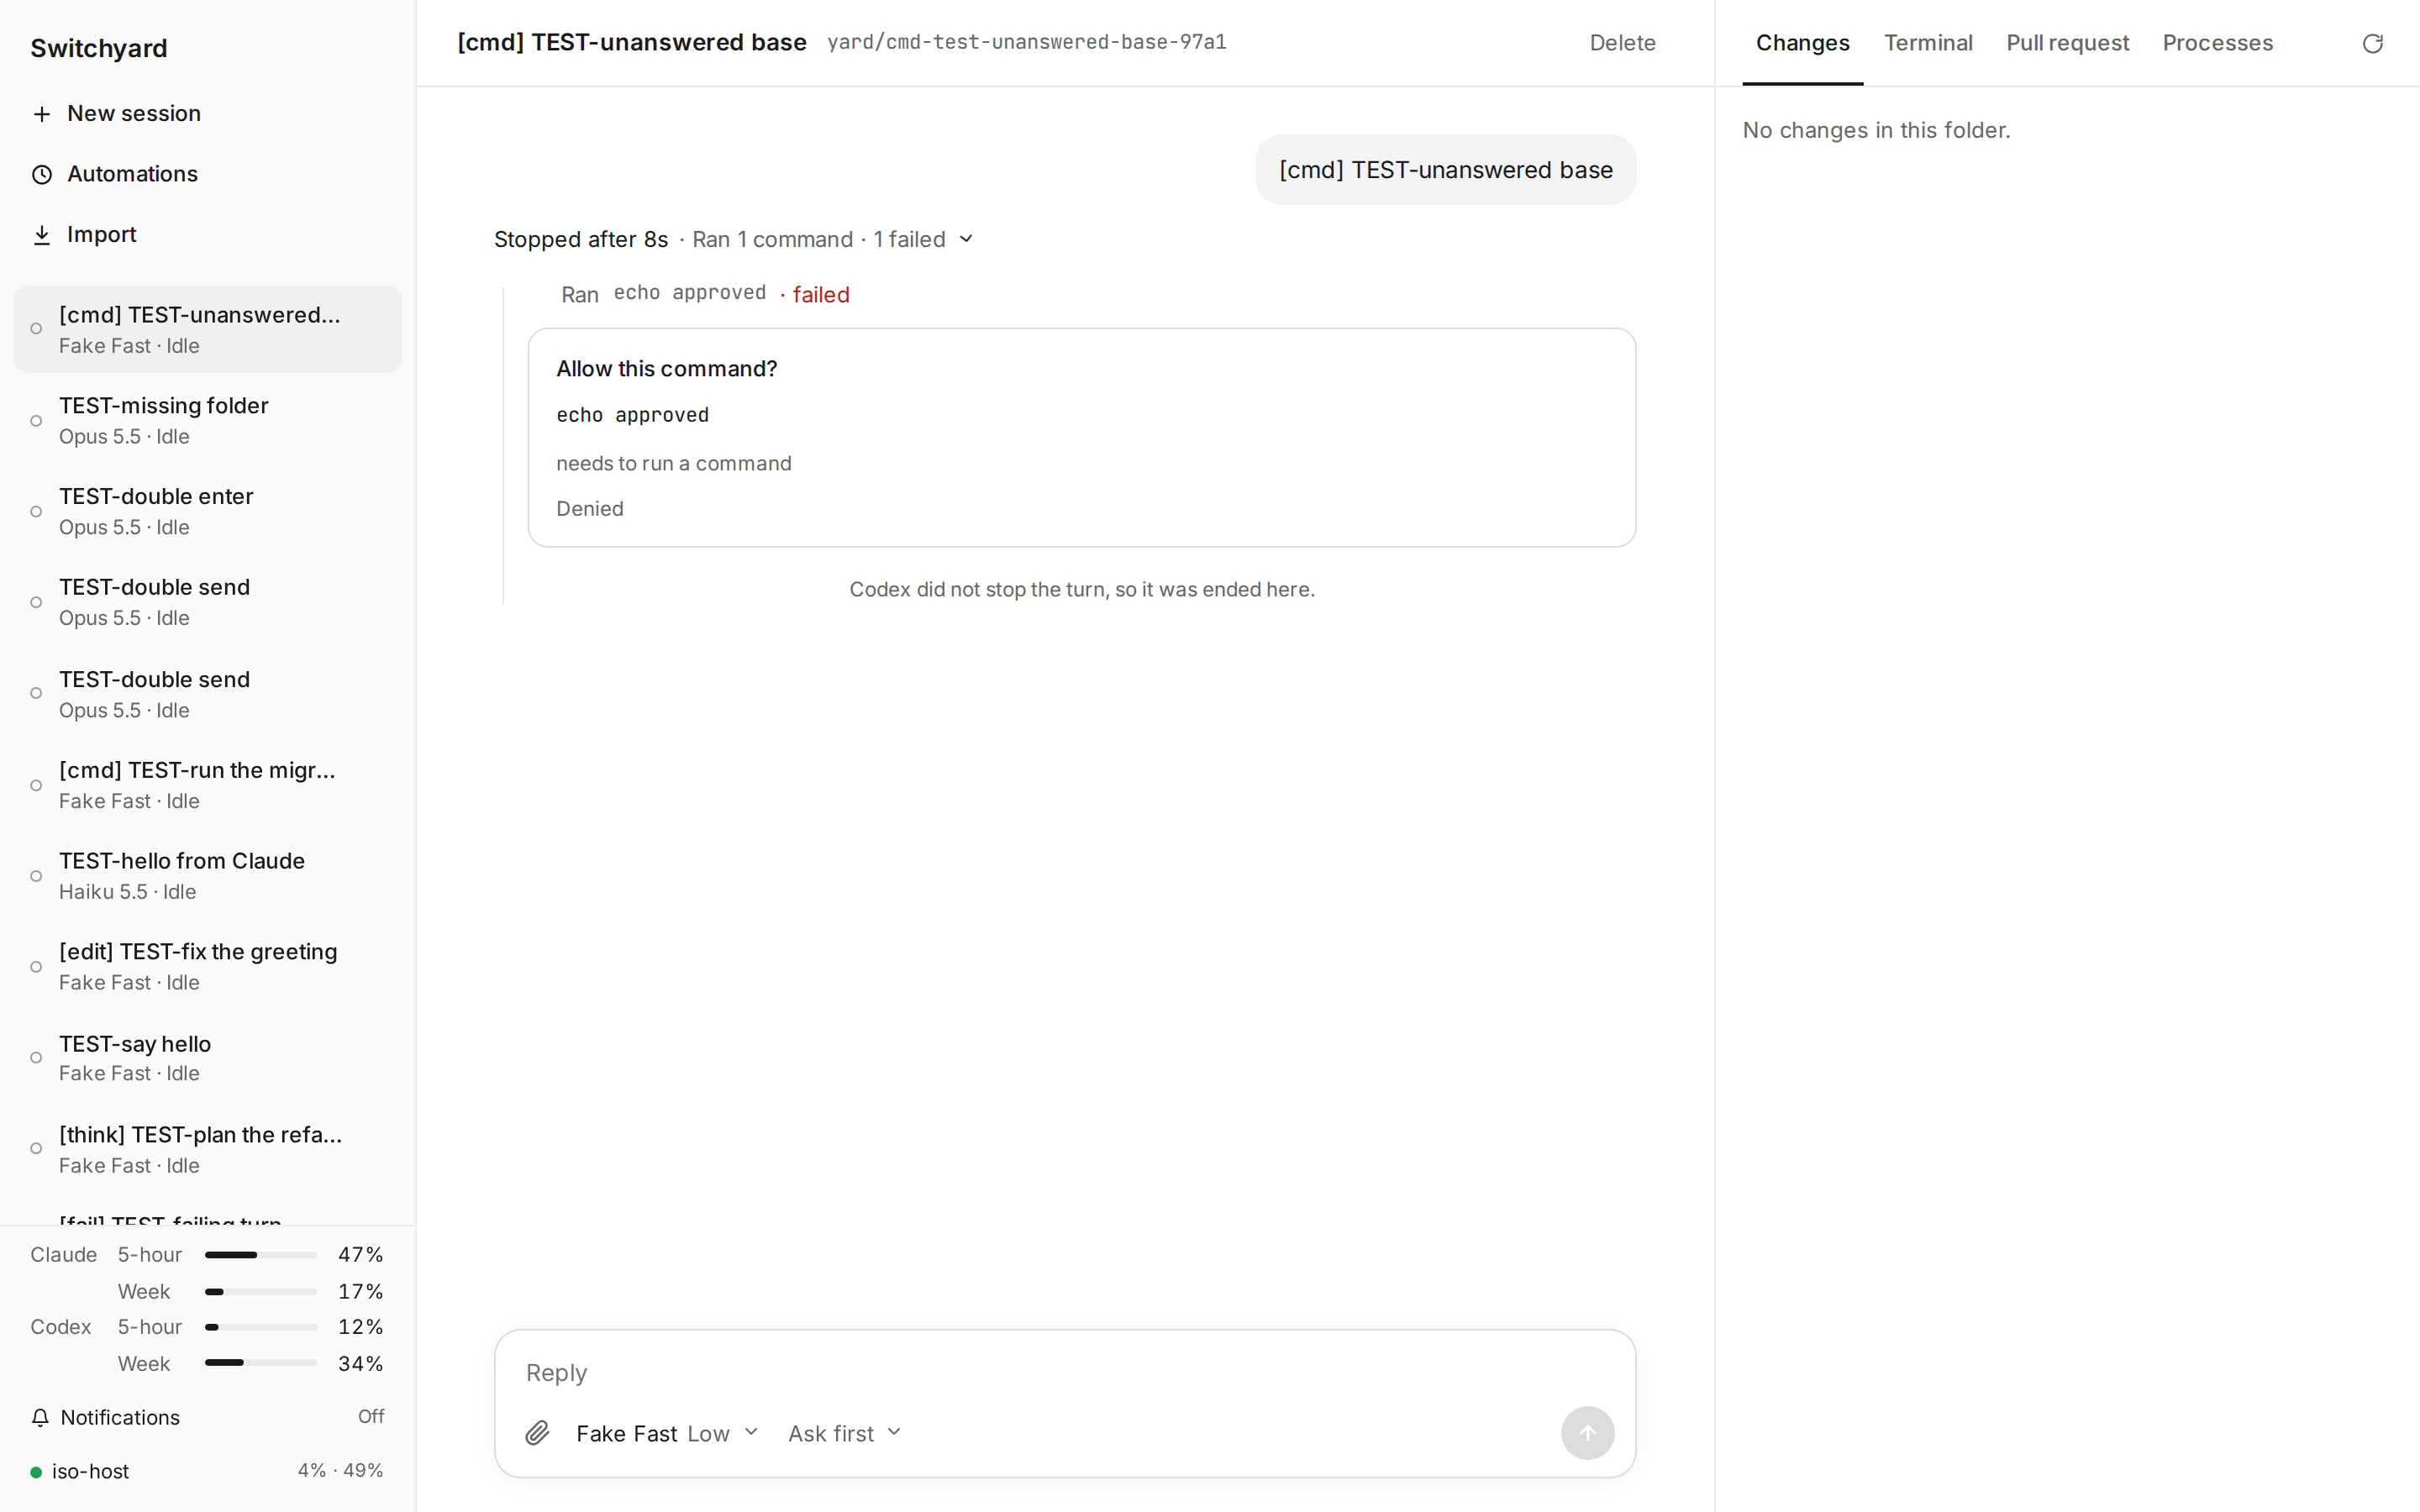 Switchyard
New session
Automations
Import
[cmd] TEST-unanswered...
Fake Fast · Idle
TEST-missing folder
Opus 5.5 · Idle
TEST-double enter
Opus 5.5 · Idle
TEST-double send
Opus 5.5 · Idle
TEST-double send
Opus 5.5 · Idle
[cmd] TEST-run the migr...
Fake Fast · Idle
TEST-hello from Claude
Haiku 5.5 · Idle
[edit] TEST-fix the greeting
Fake Fast · Idle
TEST-say hello
Fake Fast · Idle
[think] TEST-plan the refa...
Fake Fast · Idle
[fail] TEST-failing turn
Claude 5-hour 47%
Week 17%
Codex 5-hour 12%
Week 34%
Notifications Off
iso-host 4% · 49%
[cmd] TEST-unanswered base yard/cmd-test-unanswered-base-97a1 Delete
[cmd] TEST-unanswered base
Stopped after 8s · Ran 1 command · 1 failed
Ran echo approved · failed
Allow this command?
echo approved
needs to run a command
Denied
Codex did not stop the turn, so it was ended here.
Reply
Fake Fast Low Ask first
Changes Terminal Pull request Processes
No changes in this folder.